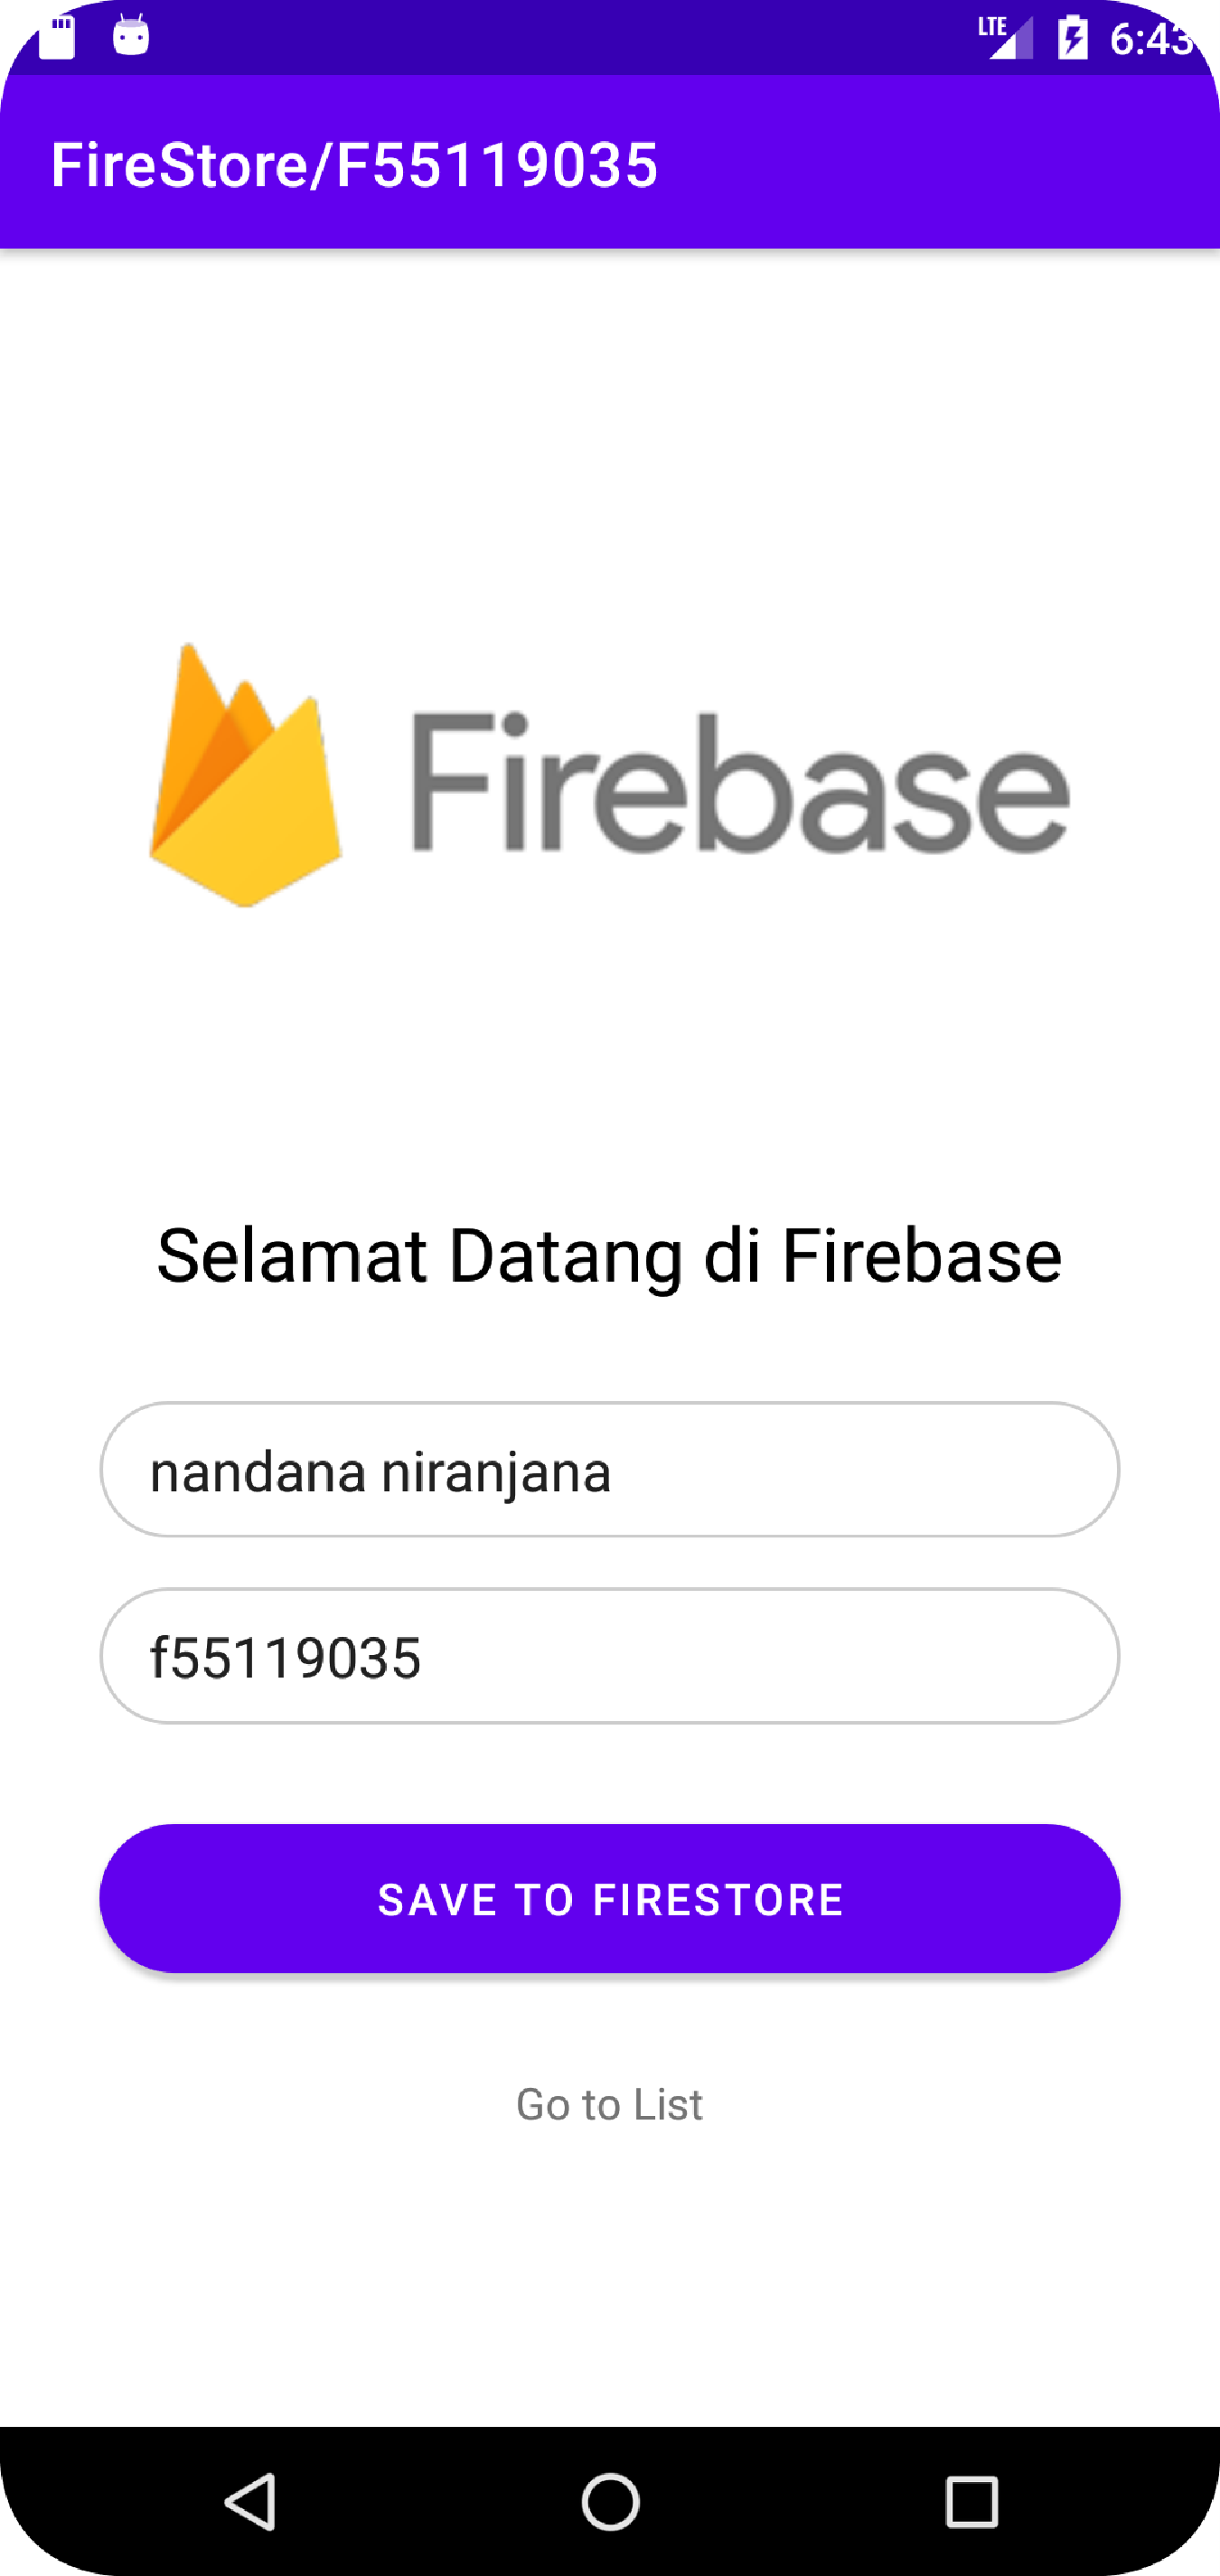 LTE 6:43
FireStore/F55119035
Firebase
Selamat Datang di Firebase
nandana niranjana
f55119035
SAVE TO FIRESTORE
Go to List